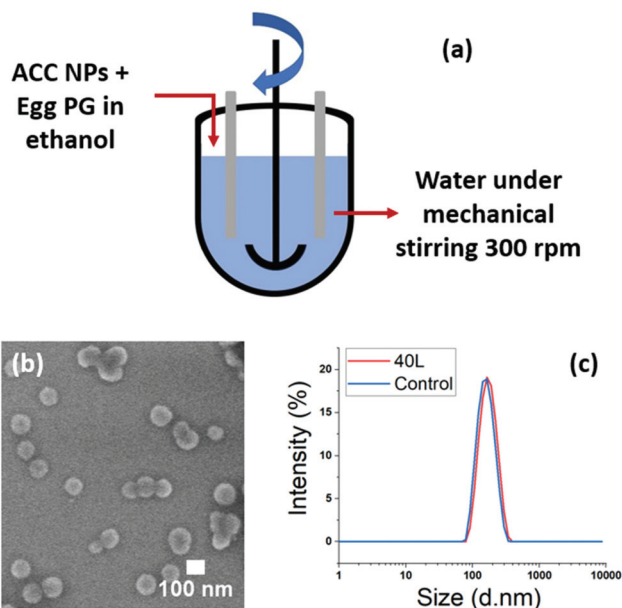 (a)
ACC NPs +
Egg PG in
ethanol
Water under
mechanical
stirring 300 rpm
(b)
100 nm
(c)
40L
Control
Intensity (%)
20
15
10
5
0
1 10 100 1000 10000
Size (d.nm)